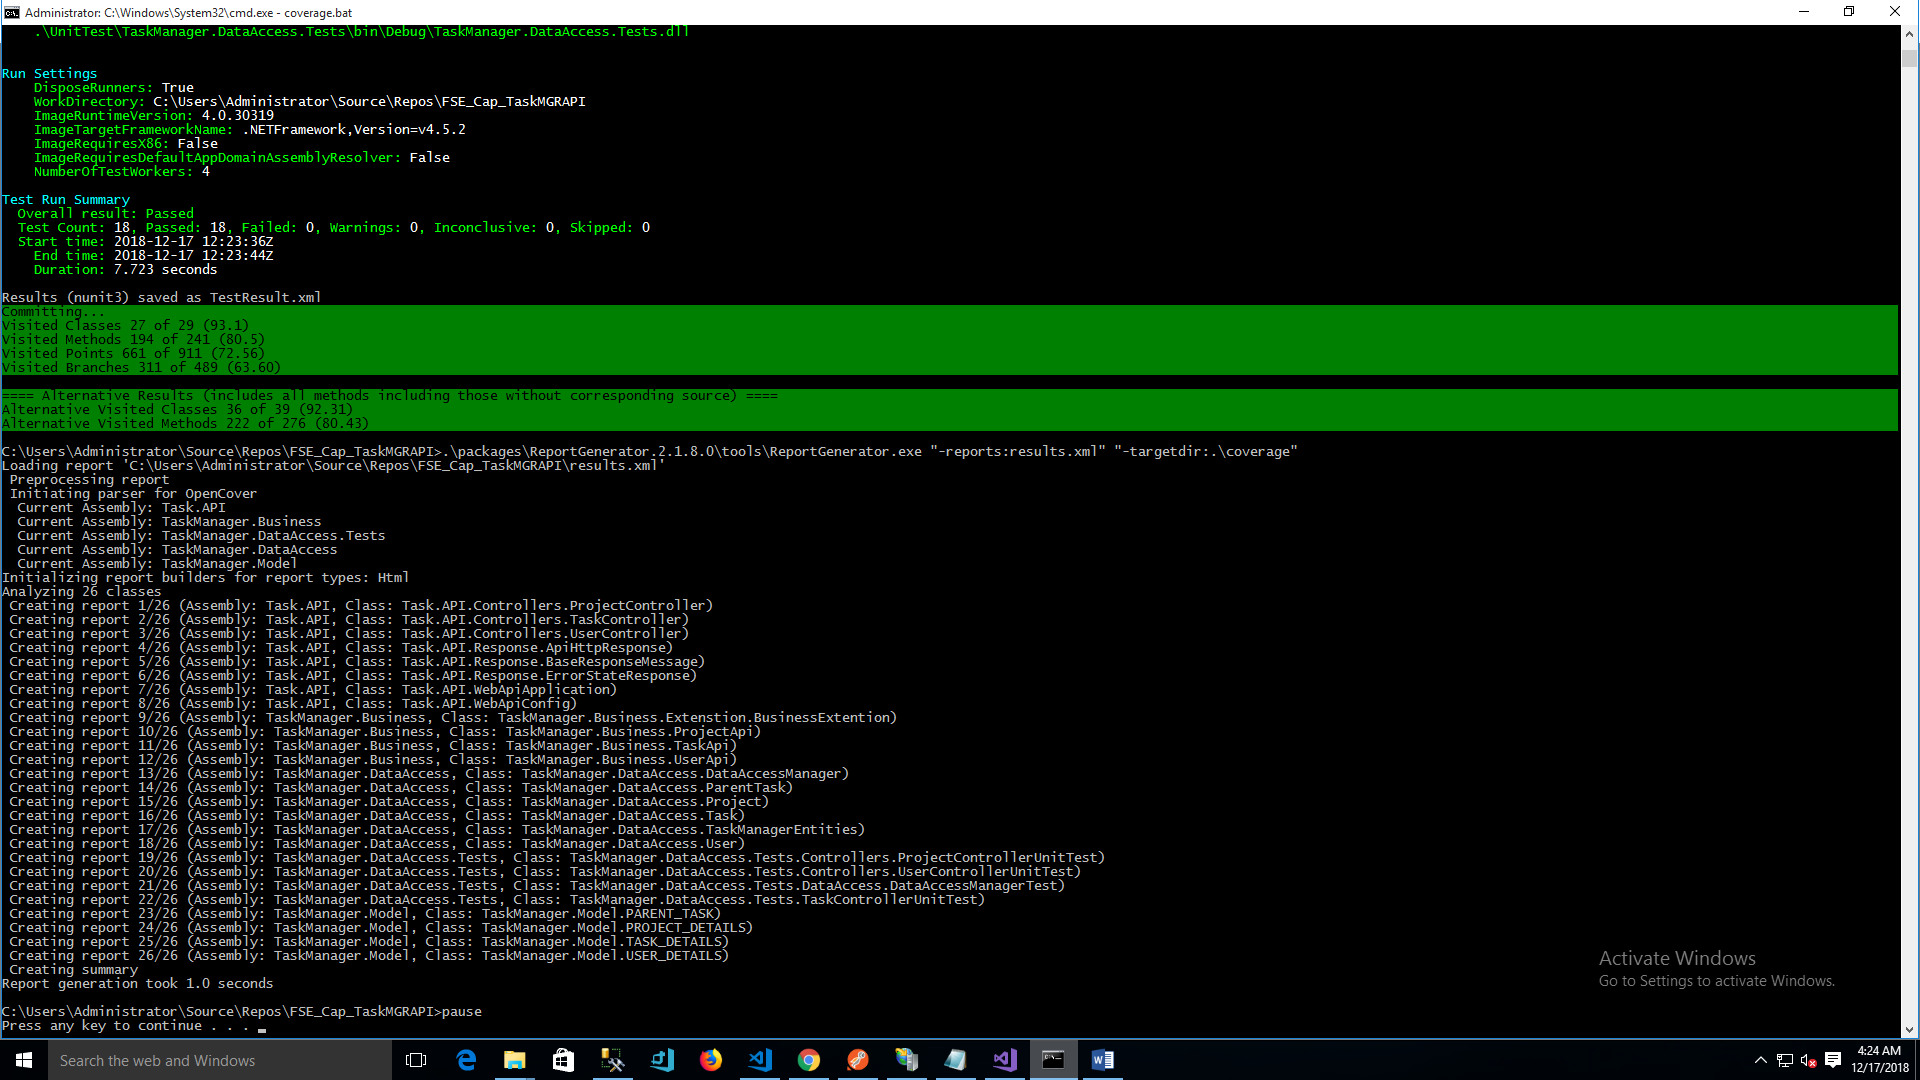 Administrator: C:\Windows\System32\cmd.exe - coverage.bat
.\UnitTest\TaskManager.DataAccess.Tests\bin\Debug\TaskManager.DataAccess.Tests.dll
Run Settings
DisposeRunners: True
WorkDirectory: C:\Users\Administrator\Source\Repos\FSE_Cap_TaskMGRAPI
ImageRuntimeVersion: 4.0.30319
ImageTargetFrameworkName: .NETFramework,Version=v4.5.2
ImageRequiresX86: False
ImageRequiresDefaultAppDomainAssemblyResolver: False
NumberOfTestWorkers: 4
Test Run Summary
Overall result: Passed
Test Count: 18, Passed: 18, Failed: 0, Warnings: 0, Inconclusive: 0, Skipped: 0
Start time: 2018-12-17 12:23:36Z
End time: 2018-12-17 12:23:44Z
Duration: 7.723 seconds
Results (nunit3) saved as TestResult.xml
Committing...
Visited Classes 27 of 29 (93.1)
Visited Methods 194 of 241 (80.5)
Visited Points 661 of 911 (72.56)
Visited Branches 311 of 489 (63.60)
==== Alternative Results (includes all methods including those without corresponding source) ====
Alternative Visited Classes 36 of 39 (92.31)
Alternative Visited Methods 222 of 276 (80.43)
C:\Users\Administrator\Source\Repos\FSE_Cap_TaskMGRAPI>.\packages\ReportGenerator.2.1.8.0\tools\ReportGenerator.exe "-reports:results.xml" "-targetdir:.\coverage"
Loading report 'C:\Users\Administrator\Source\Repos\FSE_Cap_TaskMGRAPI\results.xml'
Preprocessing report
Initiating parser for OpenCover
Current Assembly: Task.API
Current Assembly: TaskManager.Business
Current Assembly: TaskManager.DataAccess.Tests
Current Assembly: TaskManager.DataAccess
Current Assembly: TaskManager.Model
Initializing report builders for report types: Html
Analyzing 26 classes
Creating report 1/26 (Assembly: Task.API, Class: Task.API.Controllers.ProjectController)
Creating report 2/26 (Assembly: Task.API, Class: Task.API.Controllers.TaskController)
Creating report 3/26 (Assembly: Task.API, Class: Task.API.Controllers.UserController)
Creating report 4/26 (Assembly: Task.API, Class: Task.API.Response.ApiHttpResponse)
Creating report 5/26 (Assembly: Task.API, Class: Task.API.Response.BaseResponseMessage)
Creating report 6/26 (Assembly: Task.API, Class: Task.API.Response.ErrorStateResponse)
Creating report 7/26 (Assembly: Task.API, Class: Task.API.WebApiApplication)
Creating report 8/26 (Assembly: Task.API, Class: Task.API.WebApiConfig)
Creating report 9/26 (Assembly: TaskManager.Business, Class: TaskManager.Business.Extenstion.BusinessExtention)
Creating report 10/26 (Assembly: TaskManager.Business, Class: TaskManager.Business.ProjectApi)
Creating report 11/26 (Assembly: TaskManager.Business, Class: TaskManager.Business.TaskApi)
Creating report 12/26 (Assembly: TaskManager.Business, Class: TaskManager.Business.UserApi)
Creating report 13/26 (Assembly: TaskManager.DataAccess, Class: TaskManager.DataAccess.DataAccessManager)
Creating report 14/26 (Assembly: TaskManager.DataAccess, Class: TaskManager.DataAccess.ParentTask)
Creating report 15/26 (Assembly: TaskManager.DataAccess, Class: TaskManager.DataAccess.Project)
Creating report 16/26 (Assembly: TaskManager.DataAccess, Class: TaskManager.DataAccess.Task)
Creating report 17/26 (Assembly: TaskManager.DataAccess, Class: TaskManager.DataAccess.TaskManagerEntities)
Creating report 18/26 (Assembly: TaskManager.DataAccess, Class: TaskManager.DataAccess.User)
Creating report 19/26 (Assembly: TaskManager.DataAccess.Tests, Class: TaskManager.DataAccess.Tests.Controllers.ProjectControllerUnitTest)
Creating report 20/26 (Assembly: TaskManager.DataAccess.Tests, Class: TaskManager.DataAccess.Tests.Controllers.UserControllerUnitTest)
Creating report 21/26 (Assembly: TaskManager.DataAccess.Tests, Class: TaskManager.DataAccess.Tests.DataAccess.DataAccessManagerTest)
Creating report 22/26 (Assembly: TaskManager.DataAccess.Tests, Class: TaskManager.DataAccess.Tests.TaskControllerUnitTest)
Creating report 23/26 (Assembly: TaskManager.Model, Class: TaskManager.Model.PARENT_TASK)
Creating report 24/26 (Assembly: TaskManager.Model, Class: TaskManager.Model.PROJECT_DETAILS)
Creating report 25/26 (Assembly: TaskManager.Model, Class: TaskManager.Model.TASK_DETAILS)
Creating report 26/26 (Assembly: TaskManager.Model, Class: TaskManager.Model.USER_DETAILS)
Creating summary
Report generation took 1.0 seconds
C:\Users\Administrator\Source\Repos\FSE_Cap_TaskMGRAPI>pause
Press any key to continue . . .
Activate Windows
Go to Settings to activate Windows.
Search the web and Windows
4:24 AM
12/17/2018